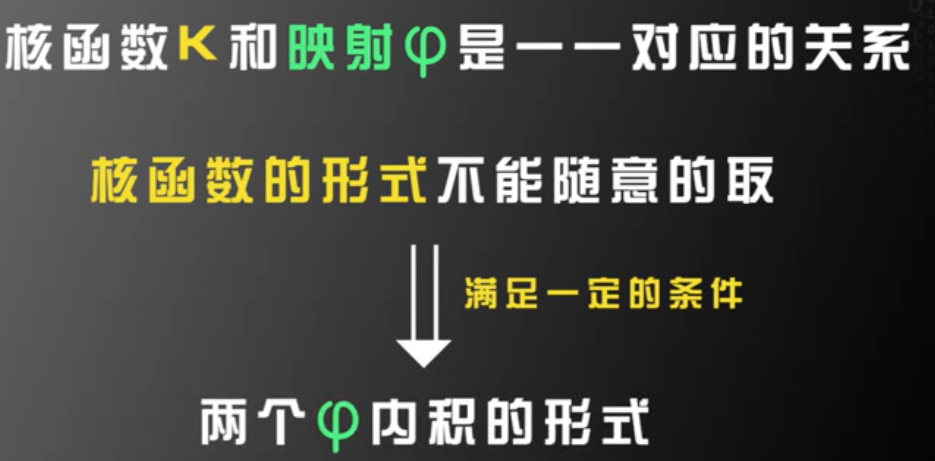 核函数K和映射φ是一一对应的关系
核函数的形式不能随意的取
满足一定的条件
两个φ内积的形式